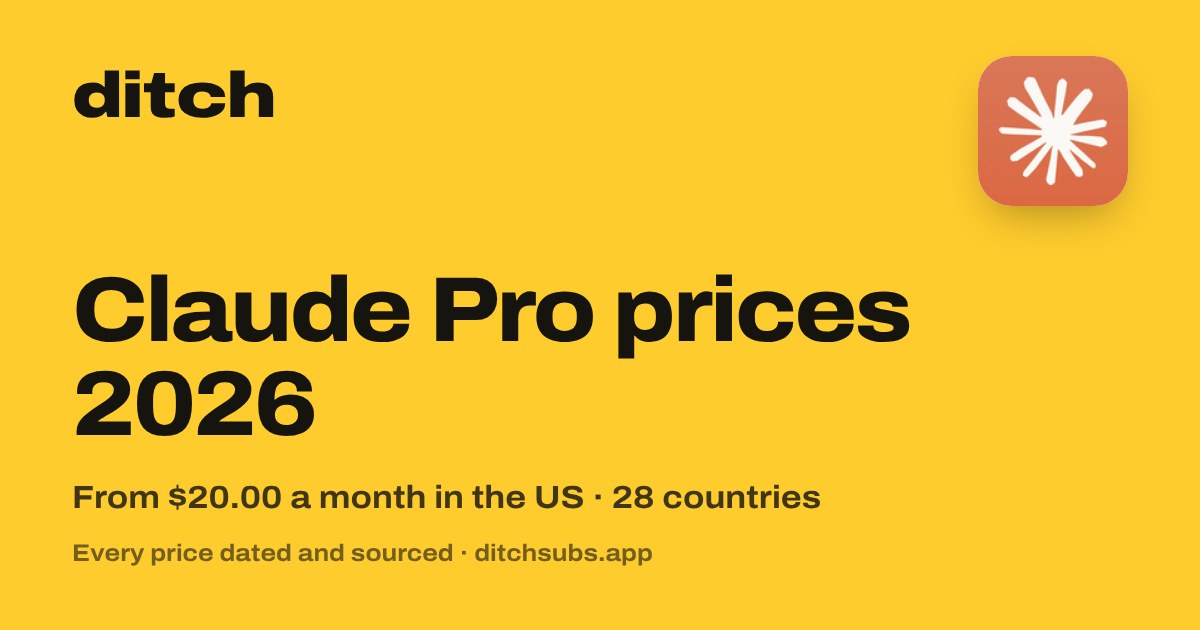 ditch
Claude Pro prices
2026
From $20.00 a month in the US · 28 countries
Every price dated and sourced · ditchsubs.app